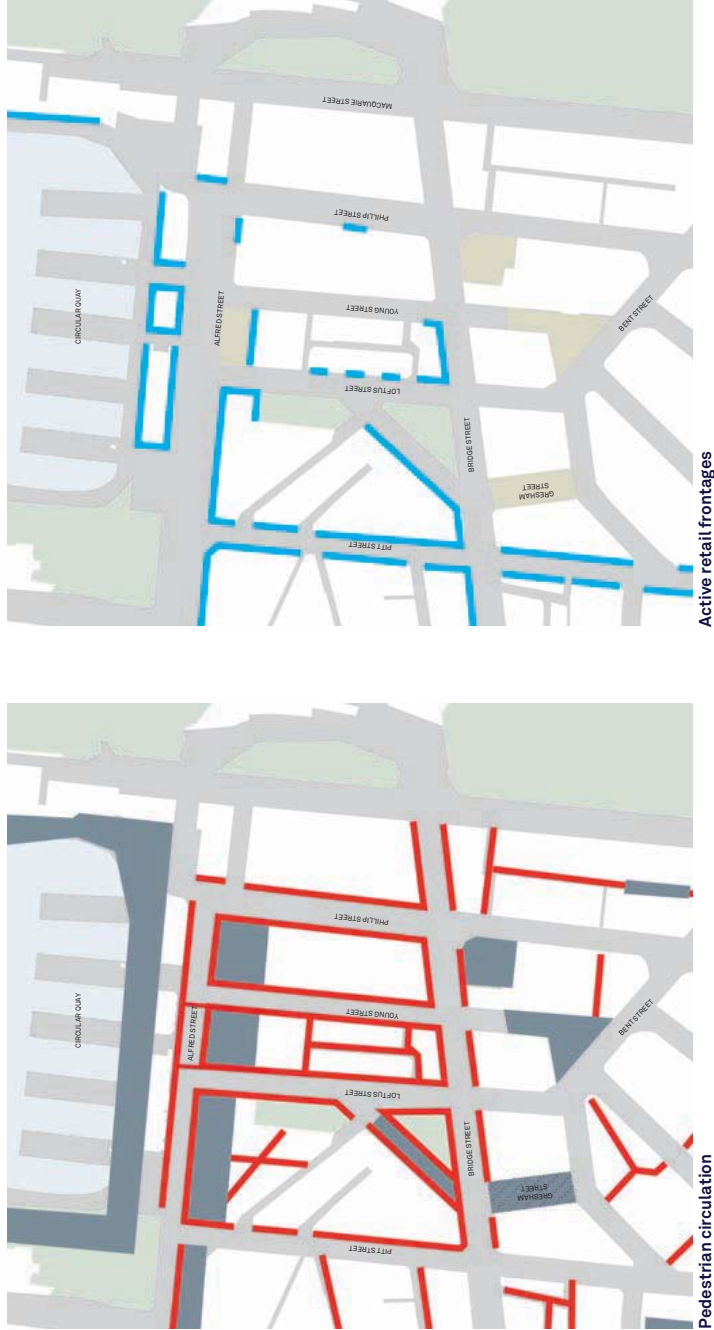 MACQUARIE STREET
PHILLIP STREET
CIRCULAR QUAY
ALFRED STREET
YOUNG STREET
BENT STREET
LOFTUS STREET
BRIDGE STREET
GRESHAM
STREET
PITT STREET
Active retail frontages
PHILLIP STREET
CIRCULAR QUAY
ALFRED STREET
YOUNG STREET
BENT STREET
LOFTUS STREET
BRIDGE STREET
GRESHAM
STREET
PITT STREET
Pedestrian circulation